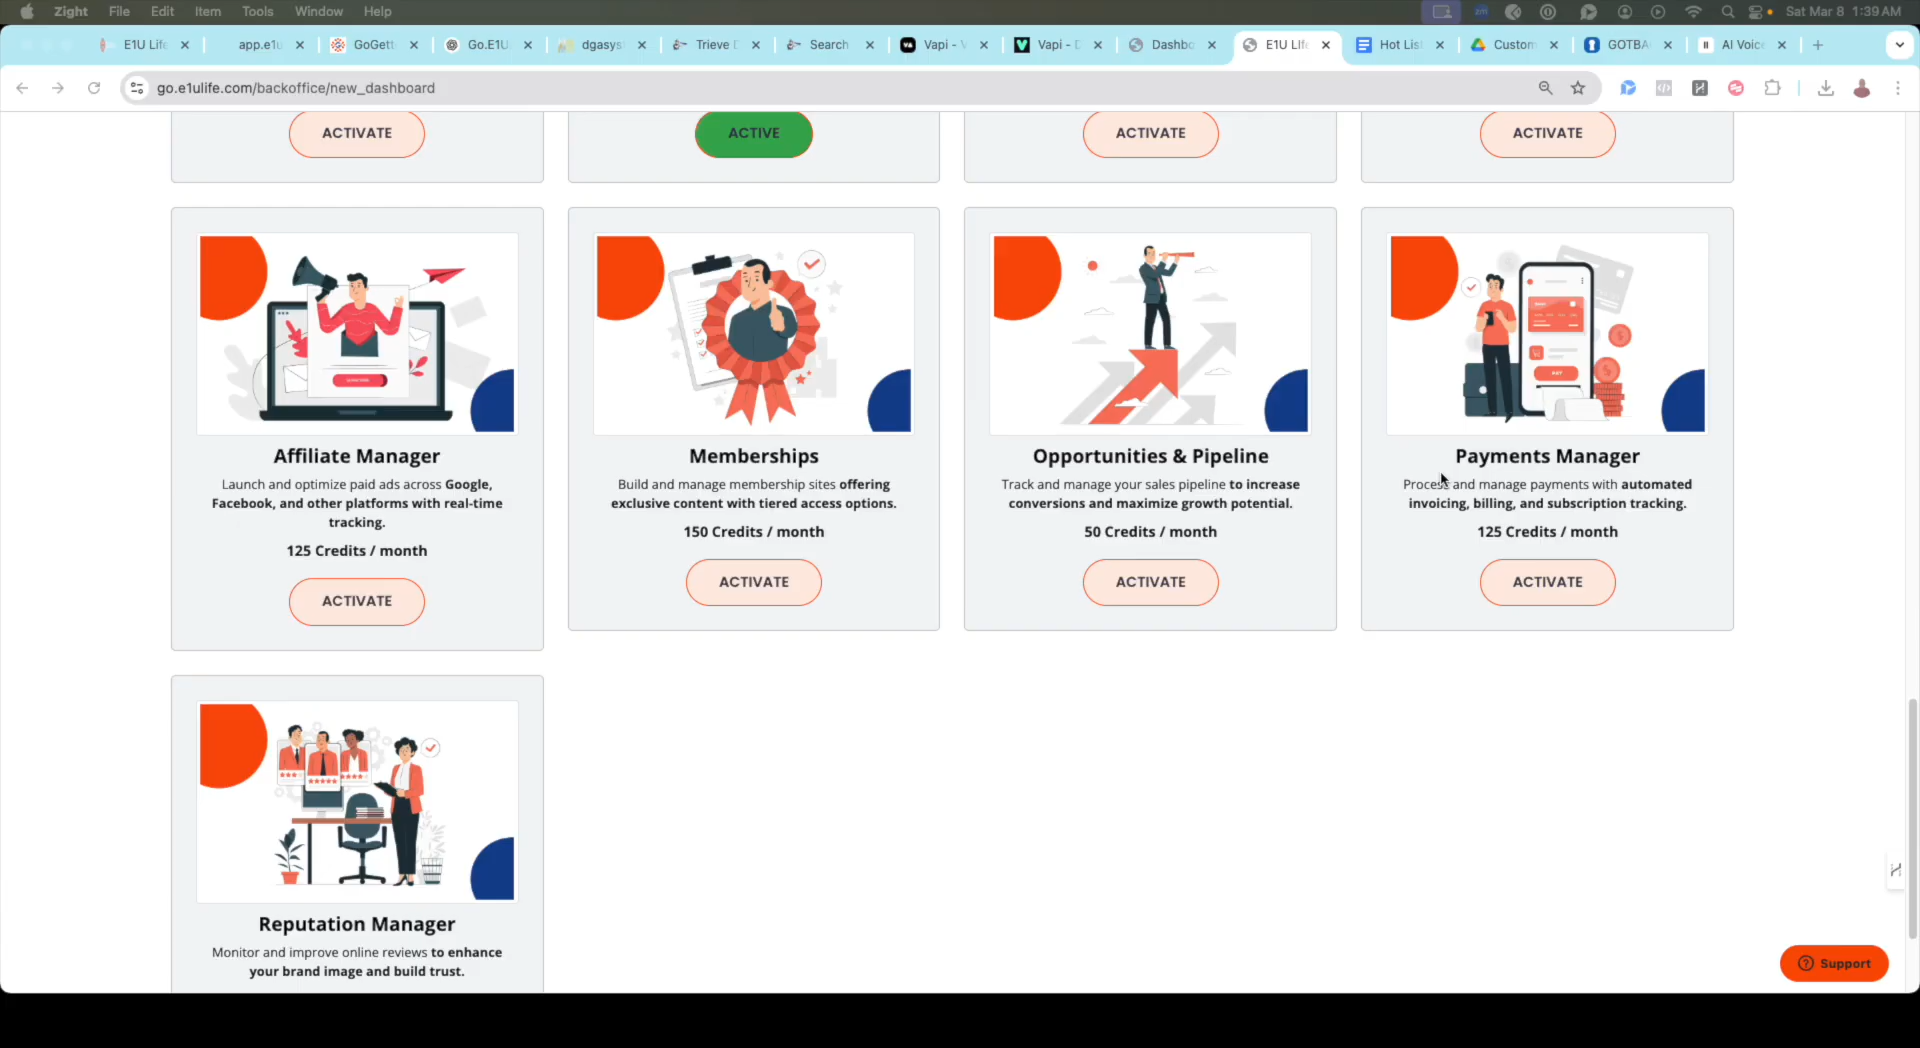 Zight File Edit Item Tools Window Help Sat Mar 8 1:39 AM
E1U Life app.e1u GoGett Go.E1U dgasys Trieve D Search Vapi - V Vapi - D Dashbo E1U Life Hot Lis Custom GOTBA AI Voice
go.e1ulife.com/backoffice/new_dashboard
ACTIVATE ACTIVE ACTIVATE ACTIVATE
Affiliate Manager
Launch and optimize paid ads across Google,
Facebook, and other platforms with real-time
tracking.
125 Credits / month
ACTIVATE
Memberships
Build and manage membership sites offering
exclusive content with tiered access options.
150 Credits / month
ACTIVATE
Opportunities & Pipeline
Track and manage your sales pipeline to increase
conversions and maximize growth potential.
50 Credits / month
ACTIVATE
Payments Manager
Process and manage payments with automated
invoicing, billing, and subscription tracking.
125 Credits / month
ACTIVATE
Reputation Manager
Monitor and improve online reviews to enhance
your brand image and build trust.
Support